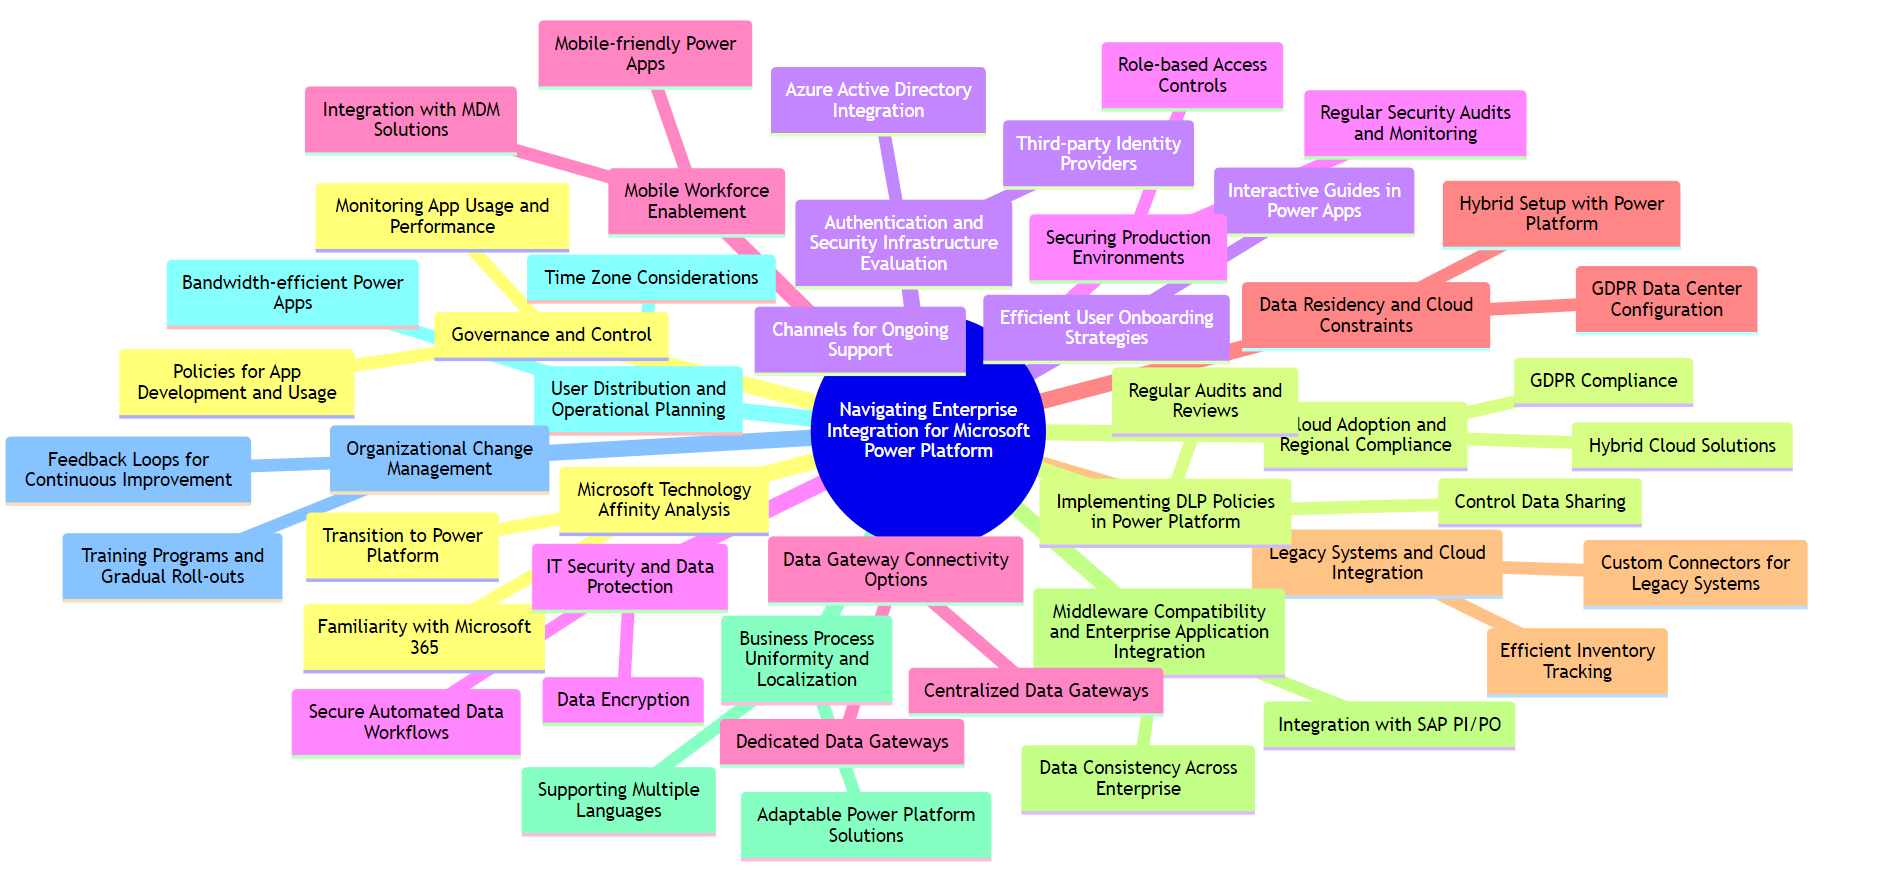 Mobile-friendly Power
Apps
Role-based Access
Controls
Azure Active Directory
Integration
Integration with MDM
Solutions
Regular Security Audits
and Monitoring
Third-party Identity
Providers
Mobile Workforce
Enablement
Interactive Guides in
Power Apps
Monitoring App Usage and
Performance
Hybrid Setup with Power
Platform
Authentication and
Security Infrastructure
Evaluation
Securing Production
Environments
Time Zone Considerations
Bandwidth-efficient Power
Apps
GDPR Data Center
Configuration
Data Residency and Cloud
Constraints
Governance and Control
Channels for Ongoing
Support
Efficient User Onboarding
Strategies
Policies for App
Development and Usage
User Distribution and
Operational Planning
Regular Audits and
Reviews
GDPR Compliance
Navigating Enterprise
Integration for Microsoft
Power Platform
loud Adoption and
Regional Compliance
Hybrid Cloud Solutions
Organizational Change
Management
Feedback Loops for
Continuous Improvement
Microsoft Technology
Affinity Analysis
Implementing DLP Policies
in Power Platform
Control Data Sharing
Transition to Power
Platform
Training Programs and
Gradual Roll-outs
IT Security and Data
Protection
Data Gateway Connectivity
Options
Legacy Systems and Cloud
Integration
Custom Connectors for
Legacy Systems
Familiarity with Microsoft
365
Business Process
Uniformity and
Localization
Middleware Compatibility
and Enterprise Application
Integration
Efficient Inventory
Tracking
Secure Automated Data
Workflows
Data Encryption
Centralized Data Gateways
Integration with SAP PI/PO
Dedicated Data Gateways
Data Consistency Across
Enterprise
Supporting Multiple
Languages
Adaptable Power Platform
Solutions